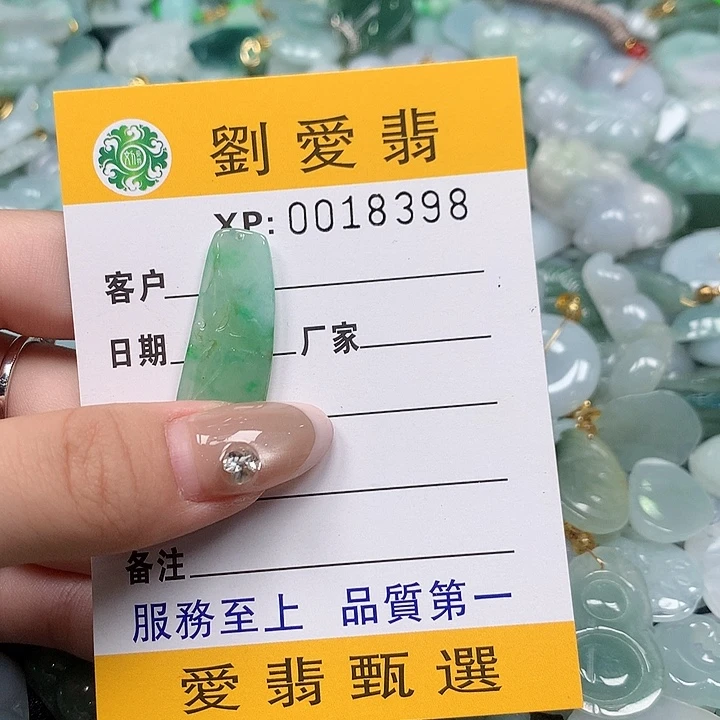 劉愛翡
XP: 0018398
客户
日期 厂家
备注
服務至上 品質第一
愛翡甄選